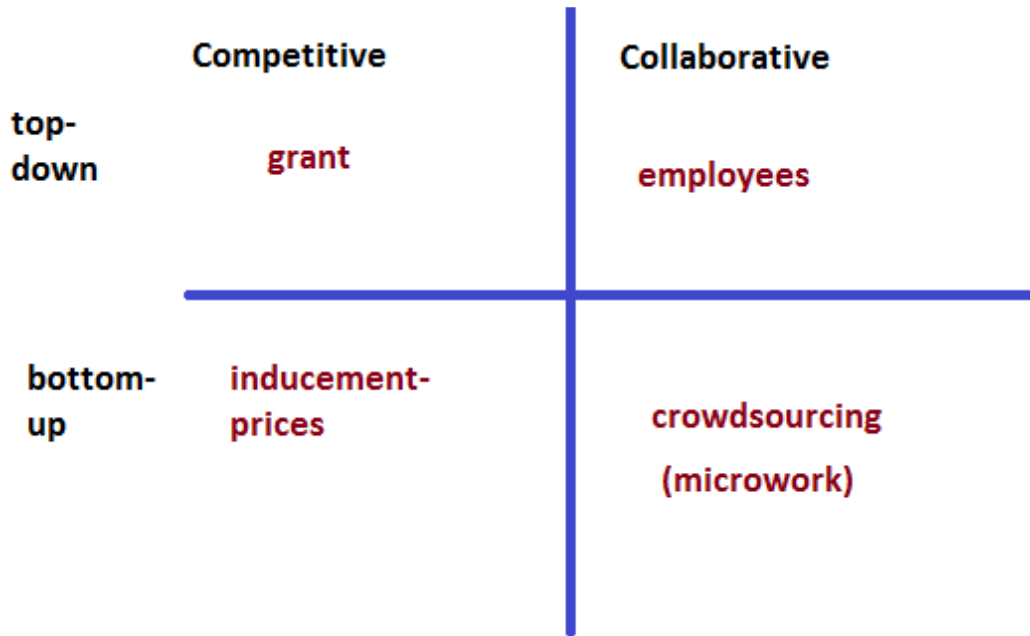 Competitive
Collaborative
top-
down
grant
employees
bottom-
up
inducement-
prices
crowdsourcing
(microwork)